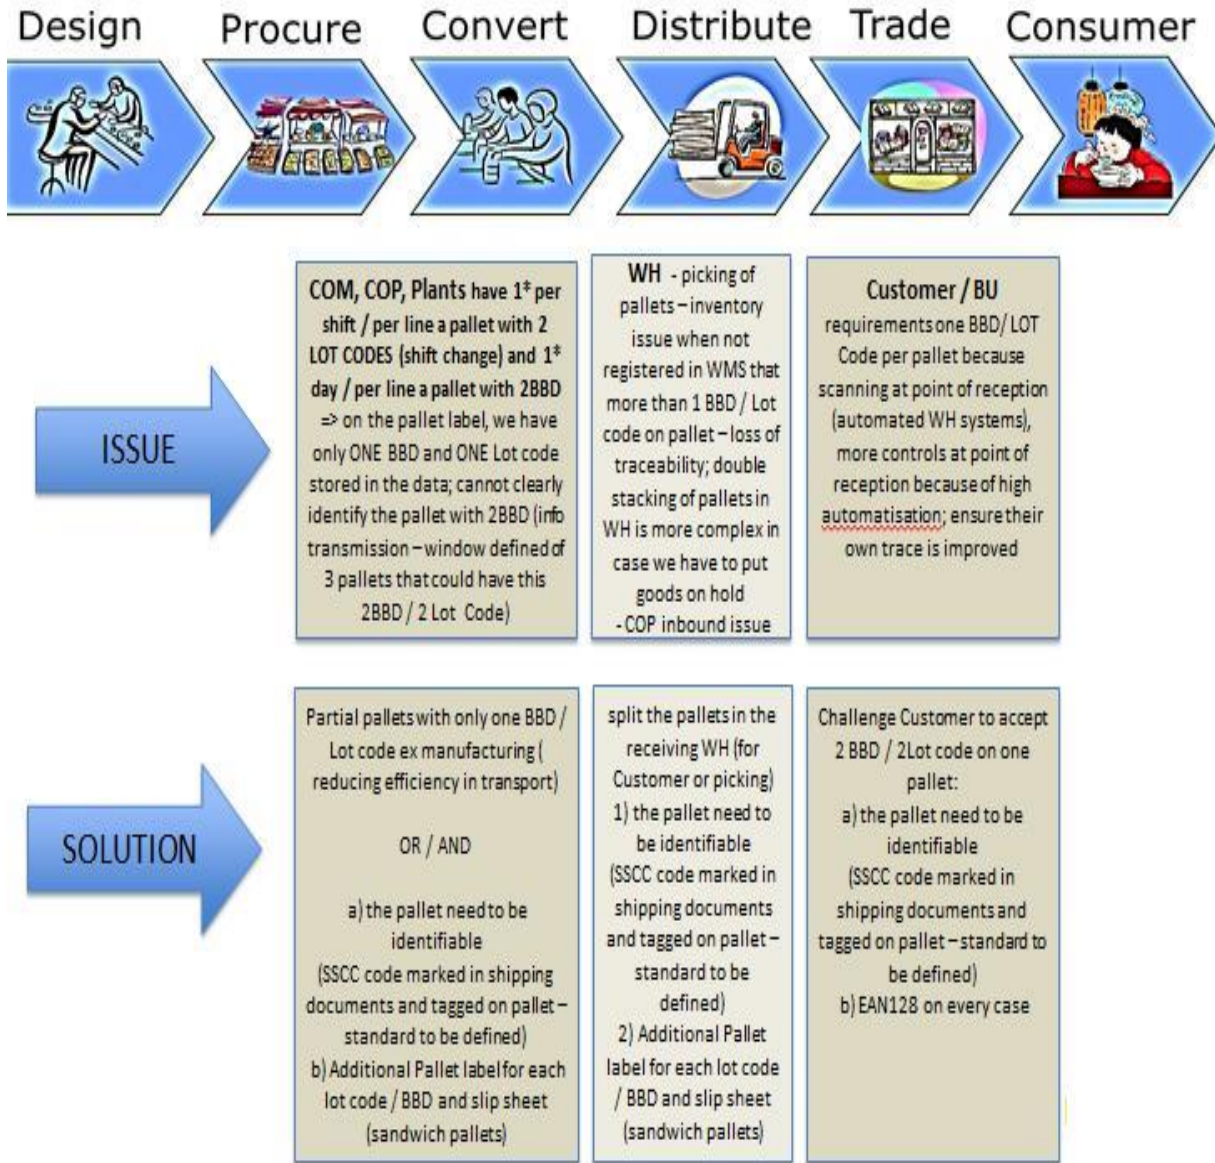 Design
Procure
Convert
Distribute
Trade
Consumer
ISSUE
COM, COP, Plants have 1* per
shift / per line a pallet with 2
LOT CODES (shift change) and 1*
day / per line a pallet with 2BBD
=> on the pallet label, we have
only ONE BBD and ONE Lot code
stored in the data; cannot clearly
identify the pallet with 2BBD (info
transmission – window defined of
3 pallets that could have this
2BBD / 2 Lot Code)
WH - picking of
pallets – inventory
issue when not
registered in WMS that
more than 1 BBD / Lot
code on pallet – loss of
traceability; double
stacking of pallets in
WH is more complex in
case we have to put
goods on hold
- COP inbound issue
Customer / BU
requirements one BBD/ LOT
Code per pallet because
scanning at point of reception
(automated WH systems),
more controls at point of
reception because of high
automatisation; ensure their
own trace is improved
SOLUTION
Partial pallets with only one BBD /
Lot code ex manufacturing (
reducing efficiency in transport)
OR / AND
a) the pallet need to be
identifiable
(SSCC code marked in shipping
documents and tagged on pallet –
standard to be defined)
b) Additional Pallet label for each
lot code / BBD and slip sheet
(sandwich pallets)
split the pallets in the
receiving WH (for
Customer or picking)
1) the pallet need to
be identifiable
(SSCC code marked in
shipping documents
and tagged on pallet –
standard to be
defined)
2) Additional Pallet
label for each lot code
/ BBD and slip sheet
(sandwich pallets)
Challenge Customer to accept
2 BBD / 2Lot code on one
pallet:
a) the pallet need to be
identifiable
(SSCC code marked in
shipping documents and
tagged on pallet – standard to
be defined)
b) EAN128 on every case